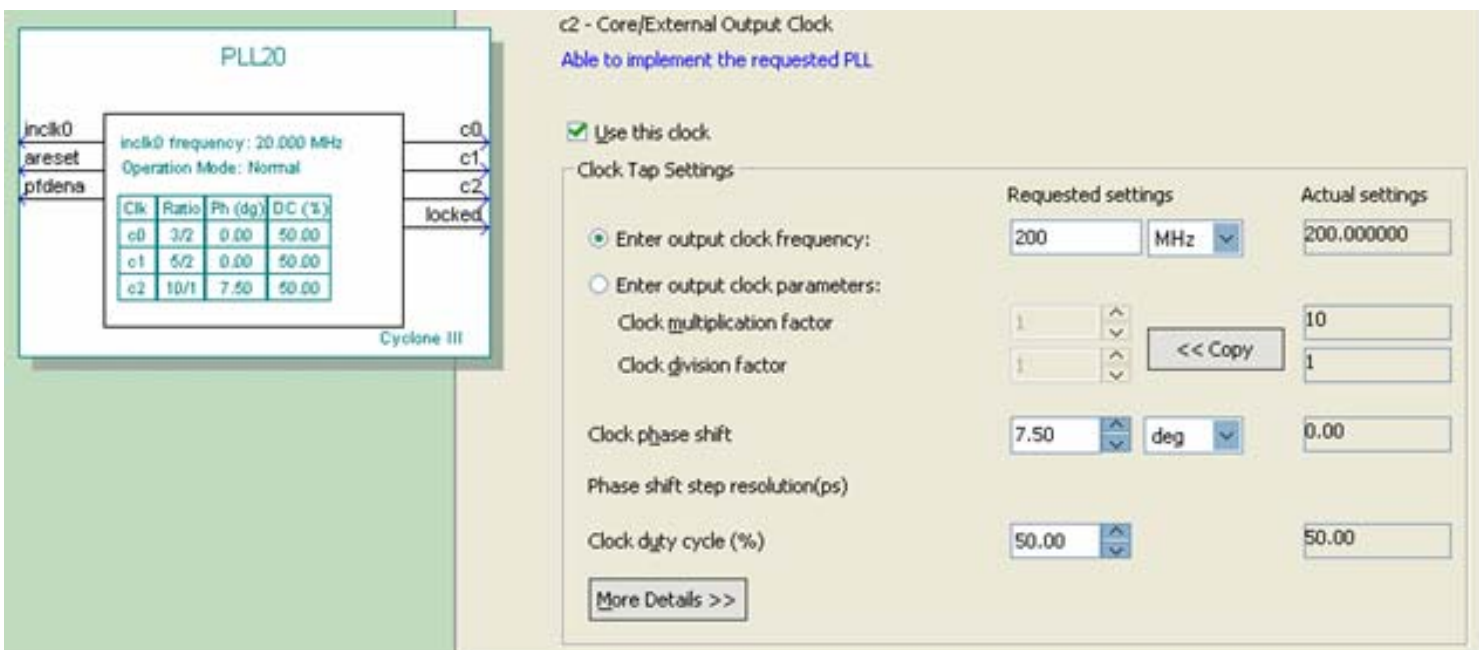 PLL20
inclk0
areset
pfdena
inclk0 frequency: 20.000 MHz
Operation Mode: Normal
Clk Ratio Ph (dg) DC (%)
c0 3/2 0.00 50.00
c1 5/2 0.00 50.00
c2 10/1 7.50 50.00
c0
c1
c2
locked
Cyclone III
c2 - Core/External Output Clock
Able to implement the requested PLL
Use this clock
Clock Tap Settings
Requested settings Actual settings
Enter output clock frequency: 200 MHz 200.000000
Enter output clock parameters:
Clock multiplication factor 1 10
<< Copy
Clock division factor 1 1
Clock phase shift 7.50 deg 0.00
Phase shift step resolution(ps)
Clock duty cycle (%) 50.00 50.00
More Details >>